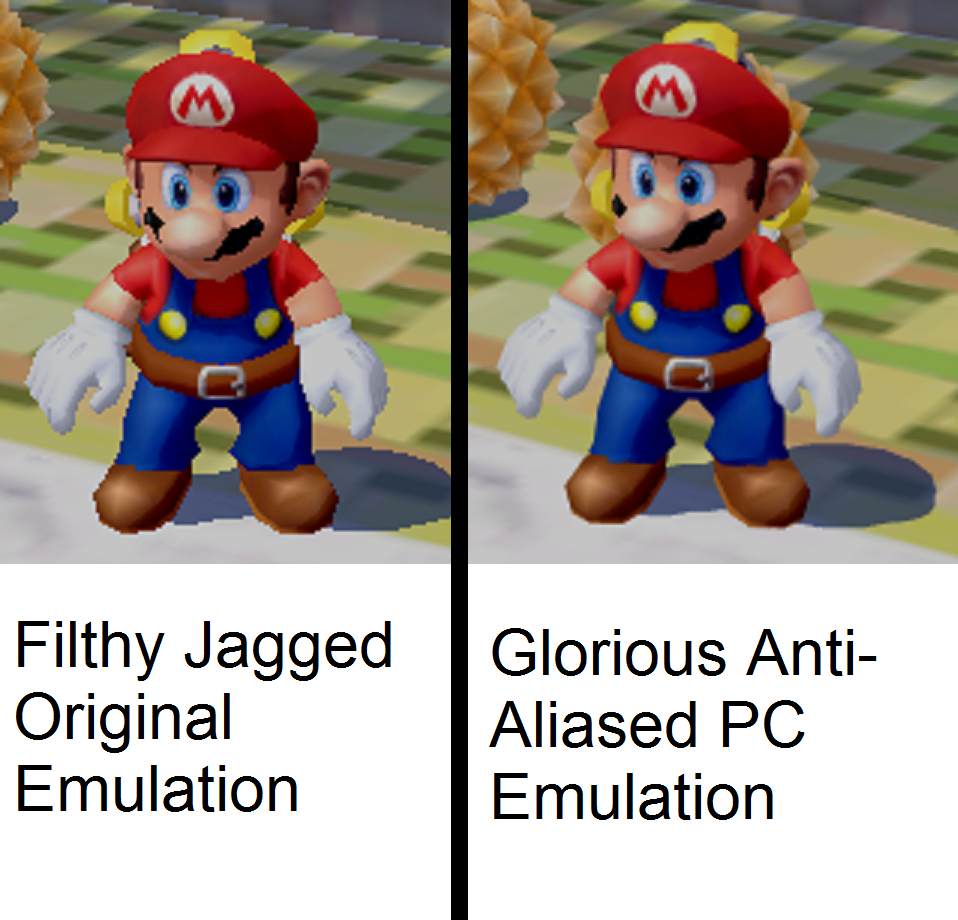 M
M
Filthy Jagged
Original
Emulation
Glorious Anti-
Aliased PC
Emulation